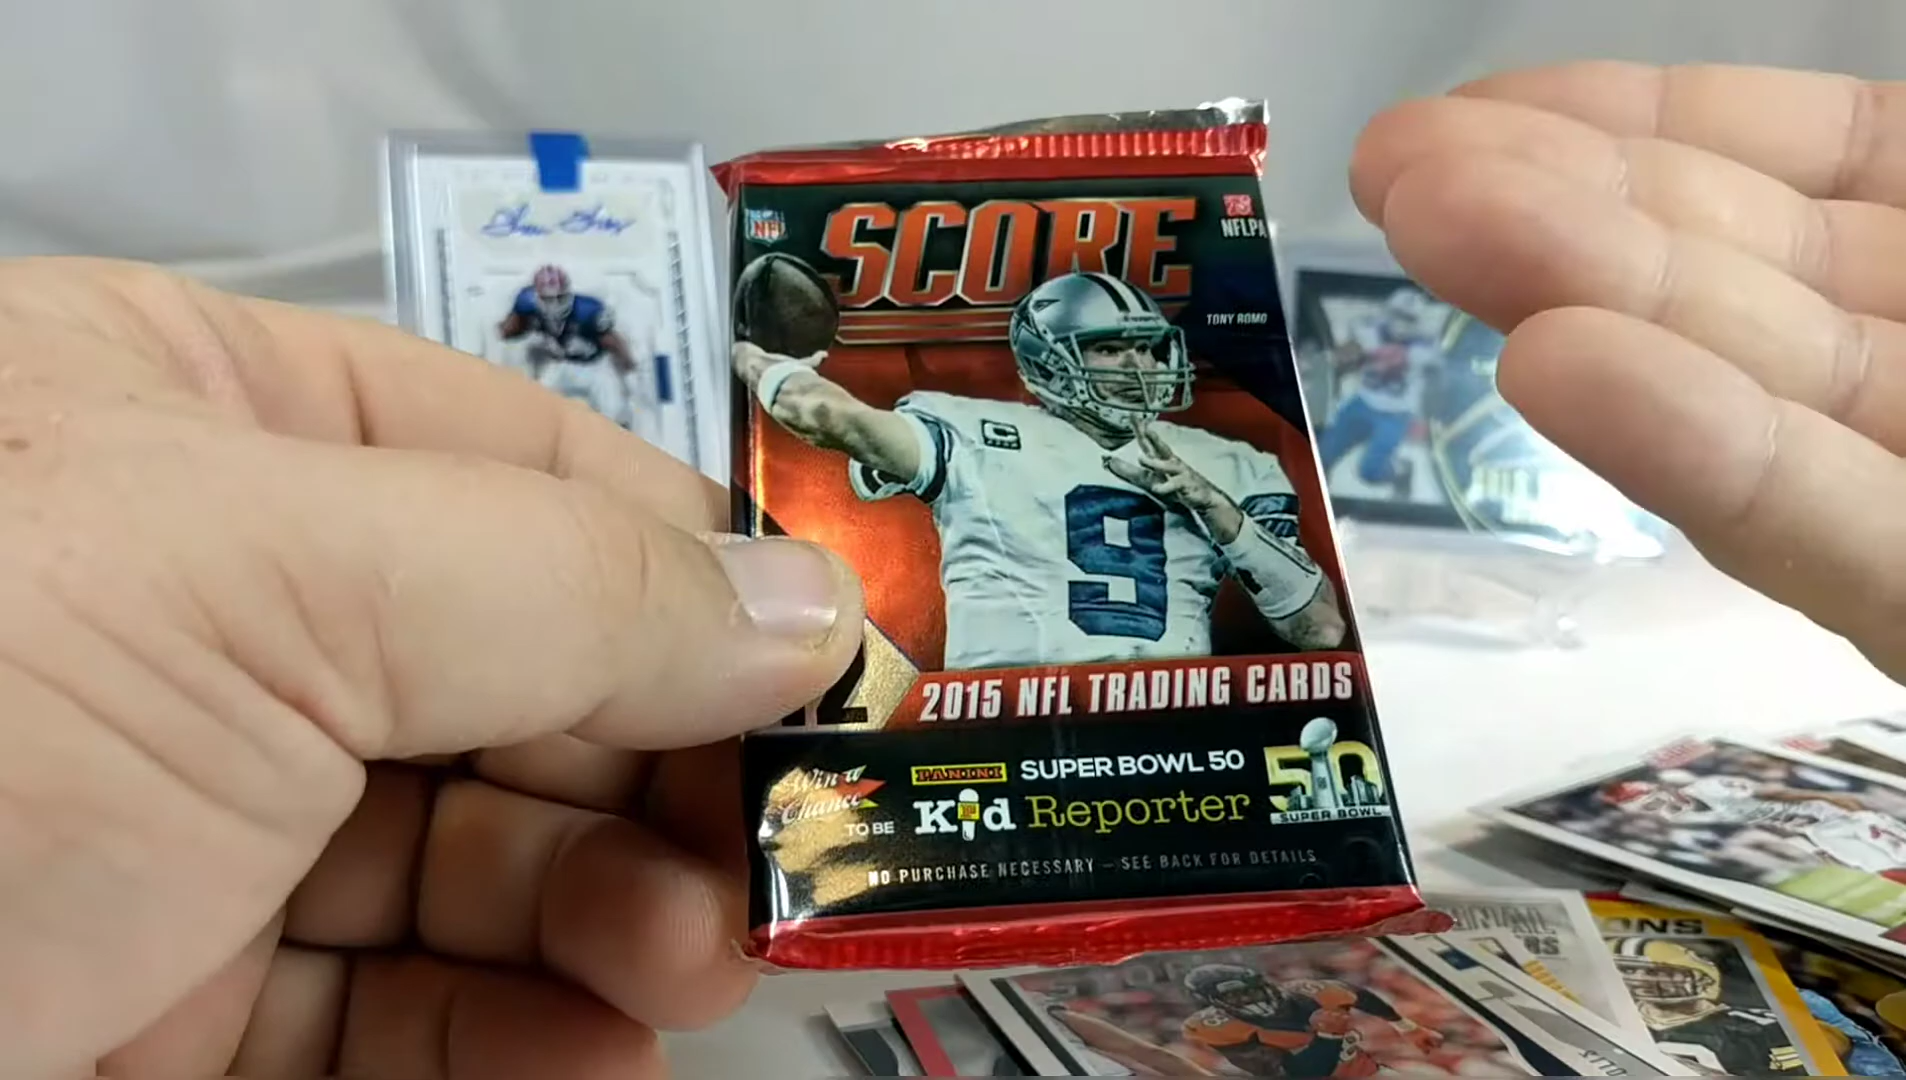 SCORE
NFL
NFLPA
TONY ROMO
C
9
12
2015 NFL TRADING CARDS
Win a
Chance
TO BE
PANINI
SUPER BOWL 50
Kid Reporter
50
SUPER BOWL
NO PURCHASE NECESSARY — SEE BACK FOR DETAILS